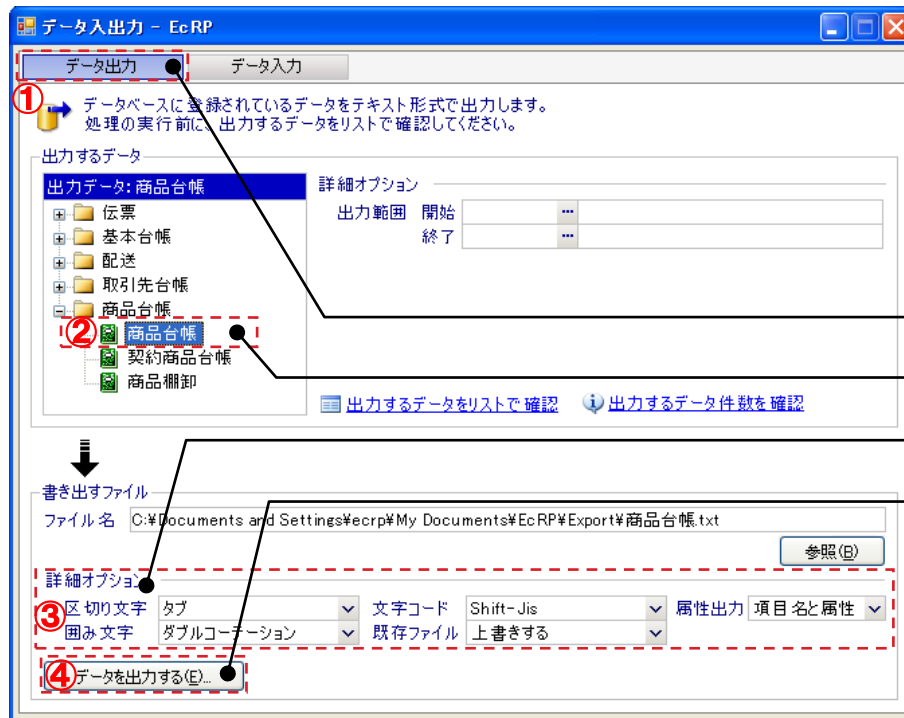 データ入出力 - EcRP
データ出力 データ入力
①
データベースに登録されているデータをテキスト形式で出力します。
処理の実行前に、出力するデータをリストで確認してください。
出力するデータ
出力データ:商品台帳
詳細オプション
出力範囲 開始 ...
終了 ...
伝票
基本台帳
配送
取引先台帳
商品台帳
② 商品台帳
契約商品台帳
商品棚卸
出力するデータをリストで確認 出力するデータ件数を確認
書き出すファイル
ファイル名 C:¥Documents and Settings¥ecrp¥My Documents¥EcRP¥Export¥商品台帳.txt
参照(B)
詳細オプション
③
区切り文字 タブ 文字コード Shift-Jis 属性出力 項目名と属性
囲み文字 ダブルコーテーション 既存ファイル 上書きする
④ データを出力する(E)...